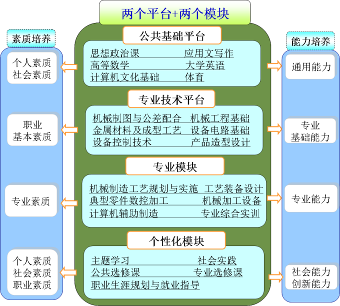 两个平台+两个模块
素质培养
公共基础平台
能力培养
个人素质
社会素质
思想政治课 应用文写作
高等数学 大学英语
计算机文化基础 体育
通用能力
专业技术平台
职业
基本素质
机械制图与公差配合 机械工程基础
金属材料及成型工艺 设备电路基础
设备控制技术 产品造型设计
专业
基础能力
专业模块
专业素质
机械制造工艺规划与实施 工艺装备设计
典型零件数控加工 机械加工设备
计算机辅助制造 专业综合实训
专业能力
个性化模块
个人素质
社会素质
职业素质
主题学习 社会实践
公共选修课 专业选修课
职业生涯规划与就业指导
社会能力
创新能力